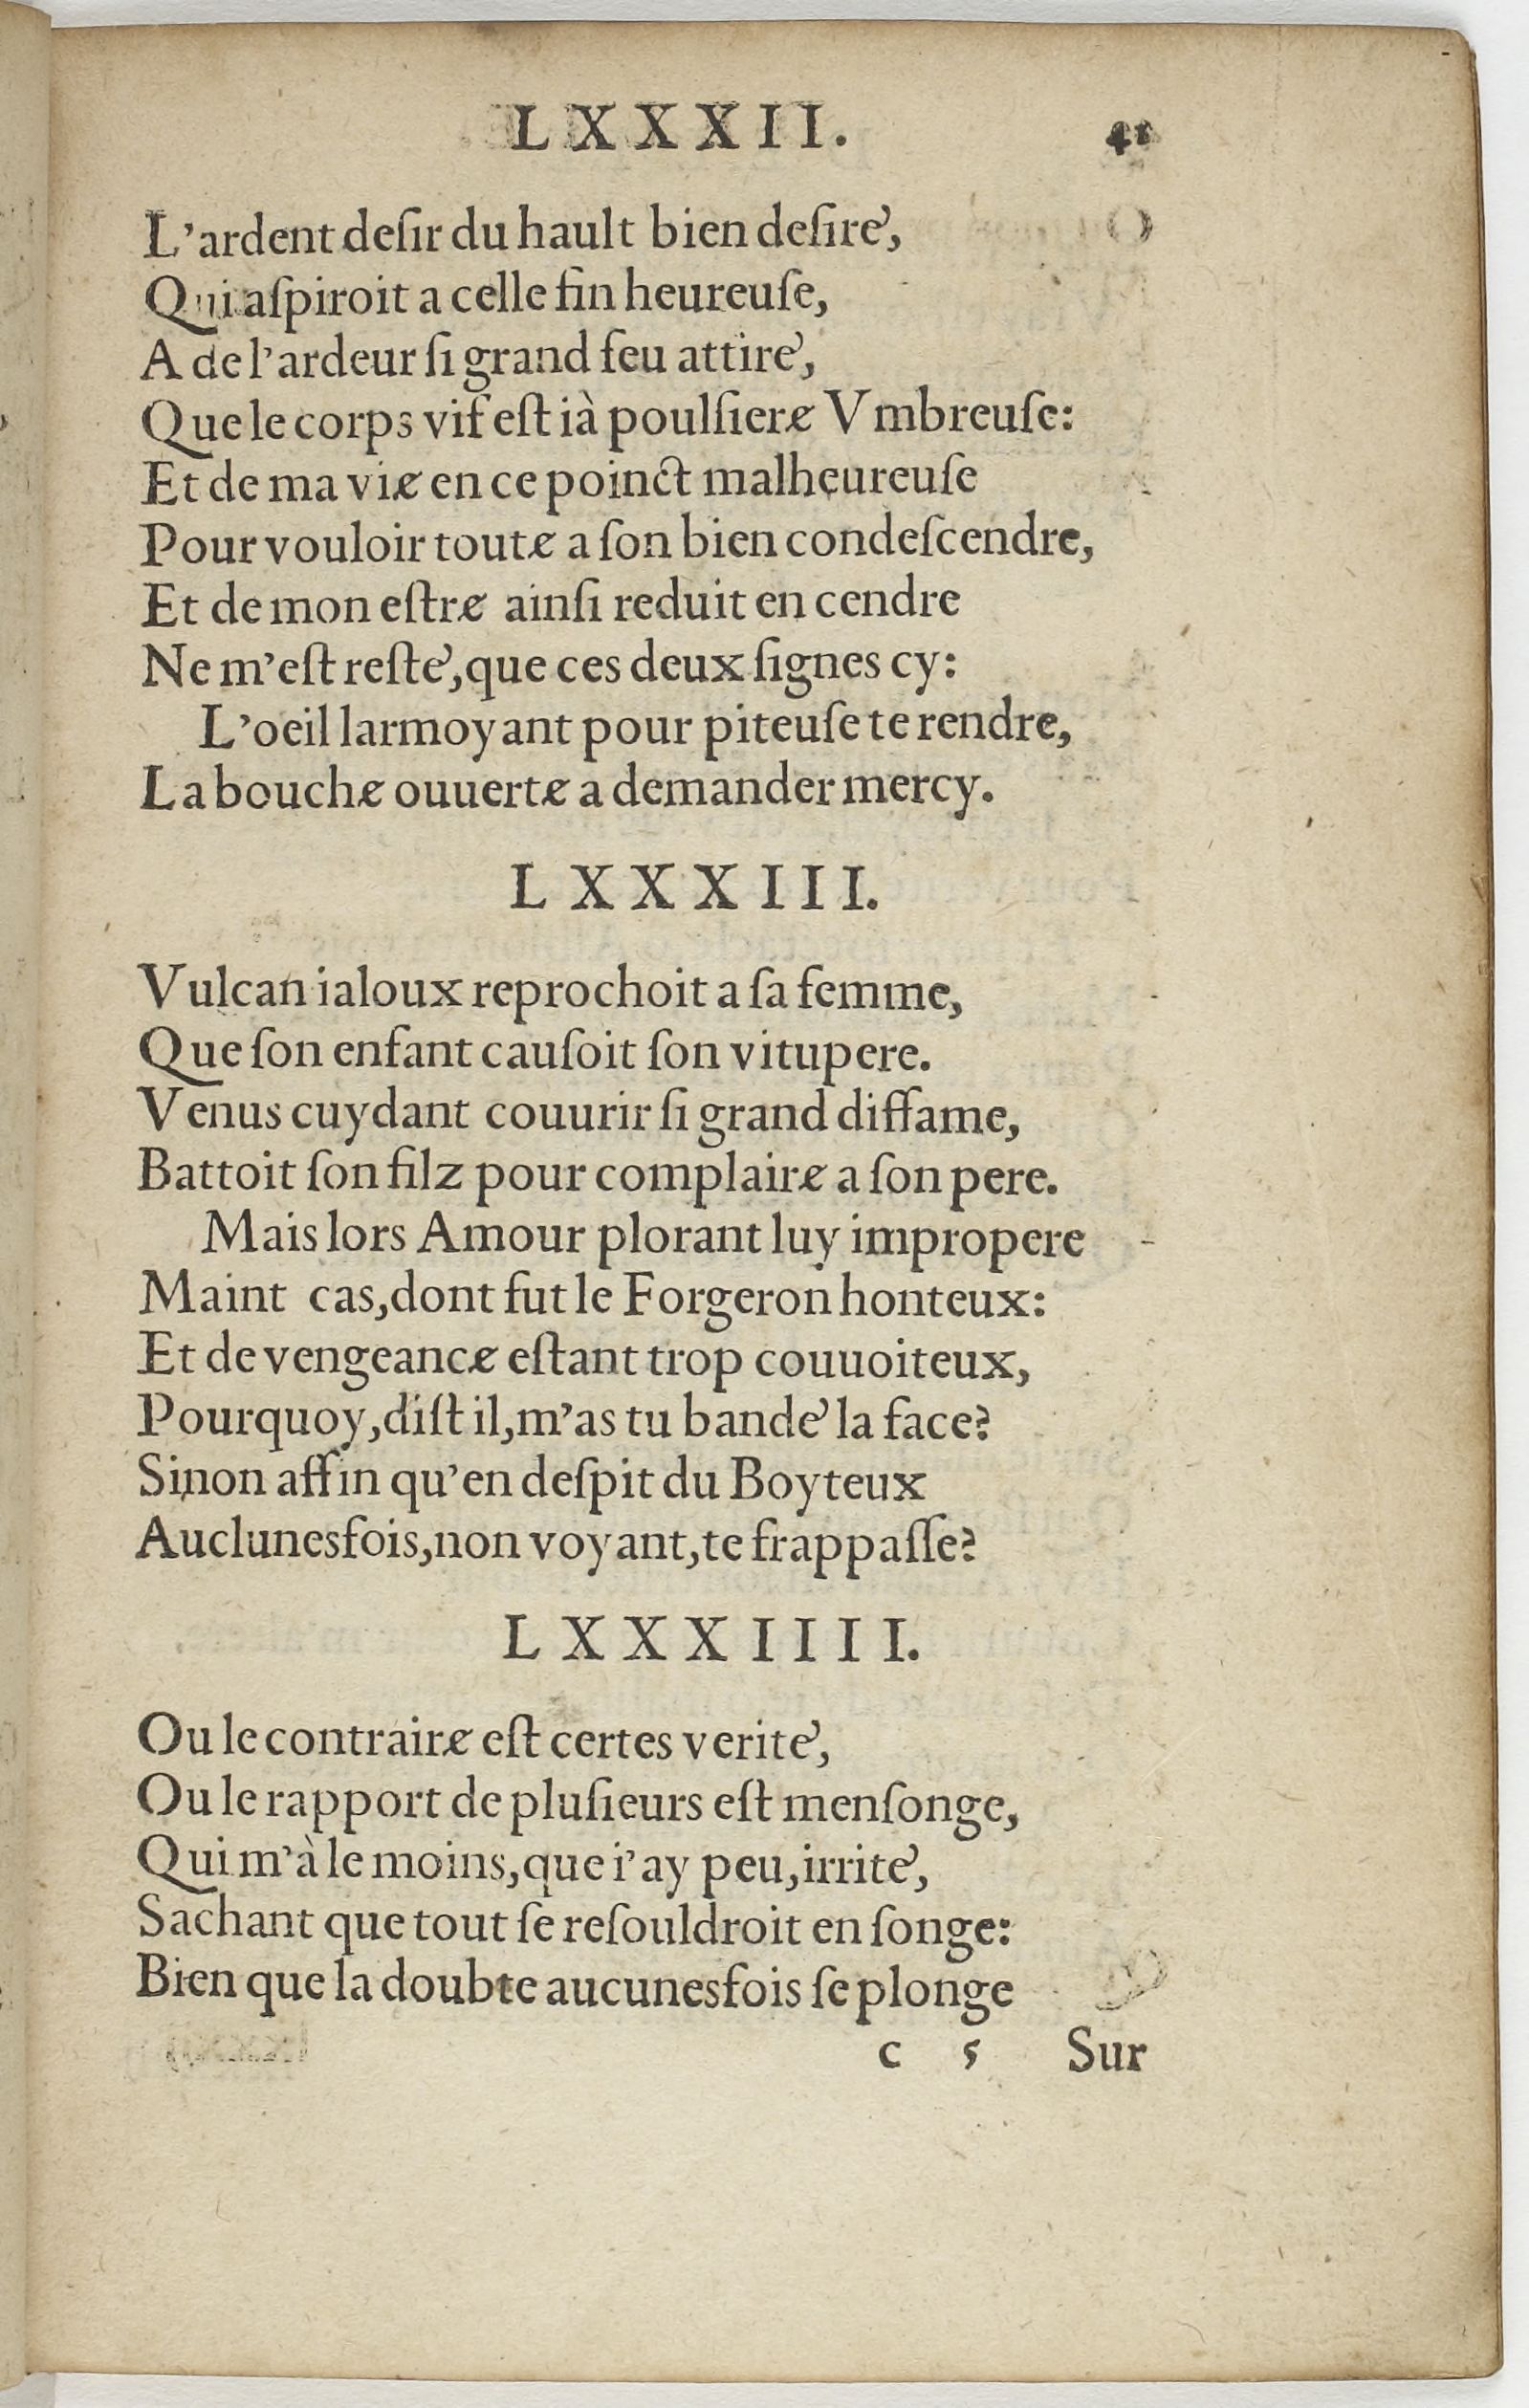 LXXXII. 41
L'ardent deſir du hault bien deſiré,
Qui aſpiroit a celle fin heureuſe,
A de l'ardeur ſi grand feu attiré,
Que le corps vif eſt ià poulſiere Vmbreuſe:
Et de ma vie en ce poinct malheureuſe
Pour vouloir toute a ſon bien condeſcendre,
Et de mon eſtre ainſi reduit en cendre
Ne m'eſt reſté, que ces deux ſignes cy:
L'oeil larmoyant pour piteuſe te rendre,
La bouche ouuerte a demander mercy.
LXXXIII.
Vulcan ialoux reprochoit a ſa femme,
Que ſon enfant cauſoit ſon vitupere.
Venus cuydant couurir ſi grand diffame,
Battoit ſon filz pour complaire a ſon pere.
Mais lors Amour plorant luy impropere
Maint cas, dont fut le Forgeron honteux:
Et de vengeance eſtant trop couuoiteux,
Pourquoy, diſt il, m'as tu bandé la face?
Sinon affin qu'en deſpit du Boyteux
Auclunesfois, non voyant, te frappaſſe?
LXXXIIII.
Ou le contraire eſt certes verité,
Ou le rapport de pluſieurs eſt menſonge,
Qui m'à le moins, que i'ay peu, irrité,
Sachant que tout ſe reſouldroit en ſonge:
Bien que la doubte aucunesfois ſe plonge
c 5 Sur